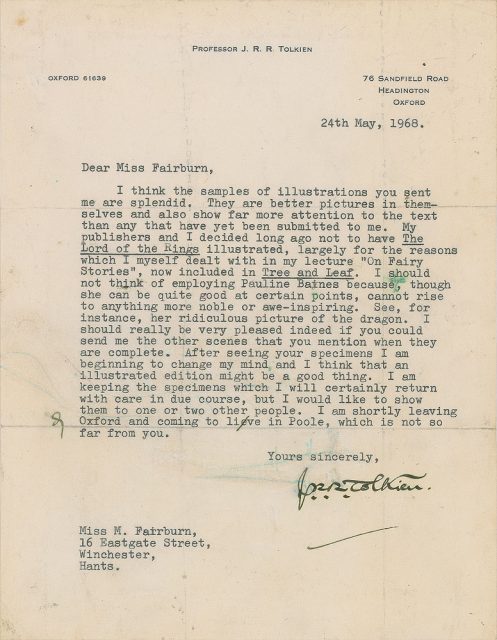 PROFESSOR J. R. R. TOLKIEN
OXFORD 61639
76 SANDFIELD ROAD
HEADINGTON
OXFORD
24th May, 1968.
Dear Miss Fairburn,
I think the samples of illustrations you sent
me are splendid. They are better pictures in them-
selves and also show far more attention to the text
than any that have yet been submitted to me. My
publishers and I decided long ago not to have The
Lord of the Rings illustrated, largely for the reasons
which I myself dealt with in my lecture "On Fairy
Stories", now included in Tree and Leaf. I should
not think of employing Pauline Baines because, though
she can be quite good at certain points, cannot rise
to anything more noble or awe-inspiring. See, for
instance, her ridiculous picture of the dragon. I
should really be very pleased indeed if you could
send me the other scenes that you mention when they
are complete. After seeing your specimens I am
beginning to change my mind and I think that an
illustrated edition might be a good thing. I am
keeping the specimens which I will certainly return
with care in due course, but I would like to show
them to one or two other people. I am shortly leaving
Oxford and coming to live in Poole, which is not so
far from you.
Yours sincerely,
J.R.R. Tolkien.
Miss M. Fairburn,
16 Eastgate Street,
Winchester,
Hants.